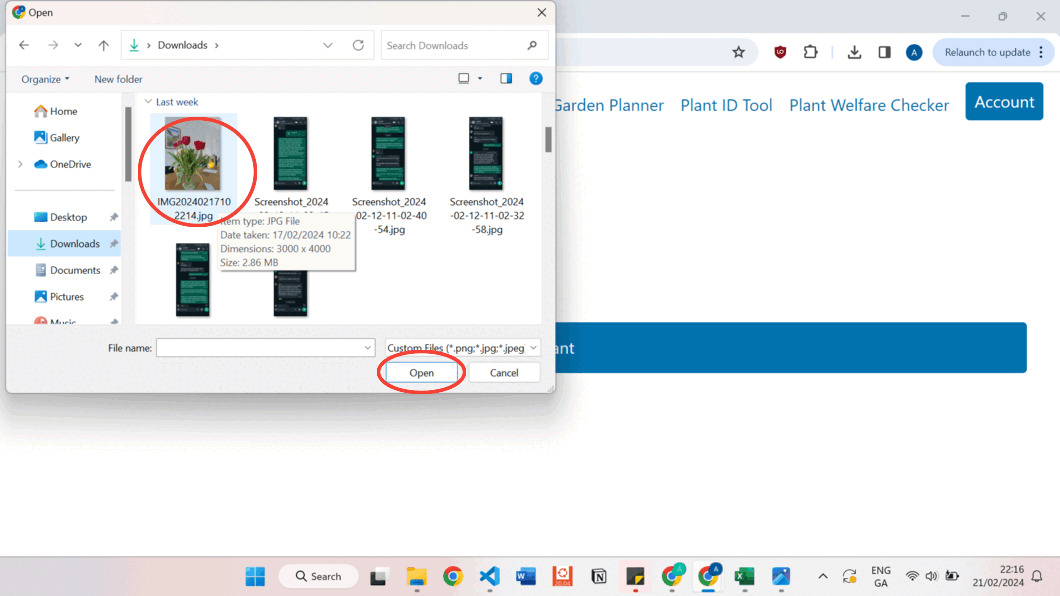 Open
Downloads
Search Downloads
Relaunch to update
A
Organize
New folder
?
Garden Planner
Plant ID Tool
Plant Welfare Checker
Account
Home
Gallery
OneDrive
Desktop
Downloads
Documents
Pictures
Music
Last week
IMG2024021710
2214.jpg
Screenshot_2024
Screenshot_2024
-02-12-11-02-40
-54.jpg
Screenshot_2024
-02-12-11-02-32
-58.jpg
Item type: JPG File
Date taken: 17/02/2024 10:22
Dimensions: 3000 x 4000
Size: 2.86 MB
File name:
Custom Files (*.png;*.jpg;*.jpeg
Open
Cancel
Search
ENG
GA
22:16
21/02/2024